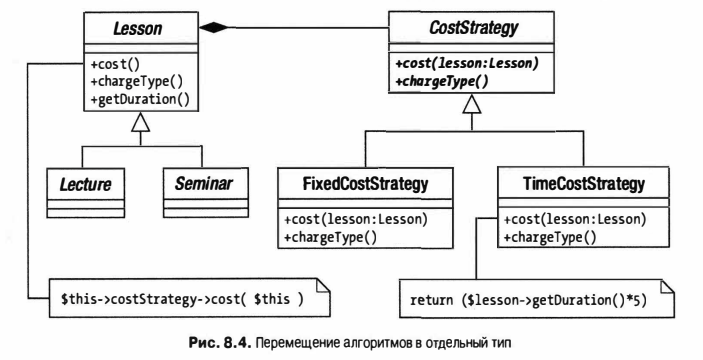 Lesson
+cost()
+chargeType()
+getDuration()
CostStrategy
+cost(lesson:Lesson)
+chargeType()
Lecture
Seminar
FixedCostStrategy
+cost(lesson:Lesson)
+chargeType()
TimeCostStrategy
+cost(lesson:Lesson)
+chargeType()
$this->costStrategy->cost( $this )
return ($lesson->getDuration()*5)
Рис. 8.4. Перемещение алгоритмов в отдельный тип